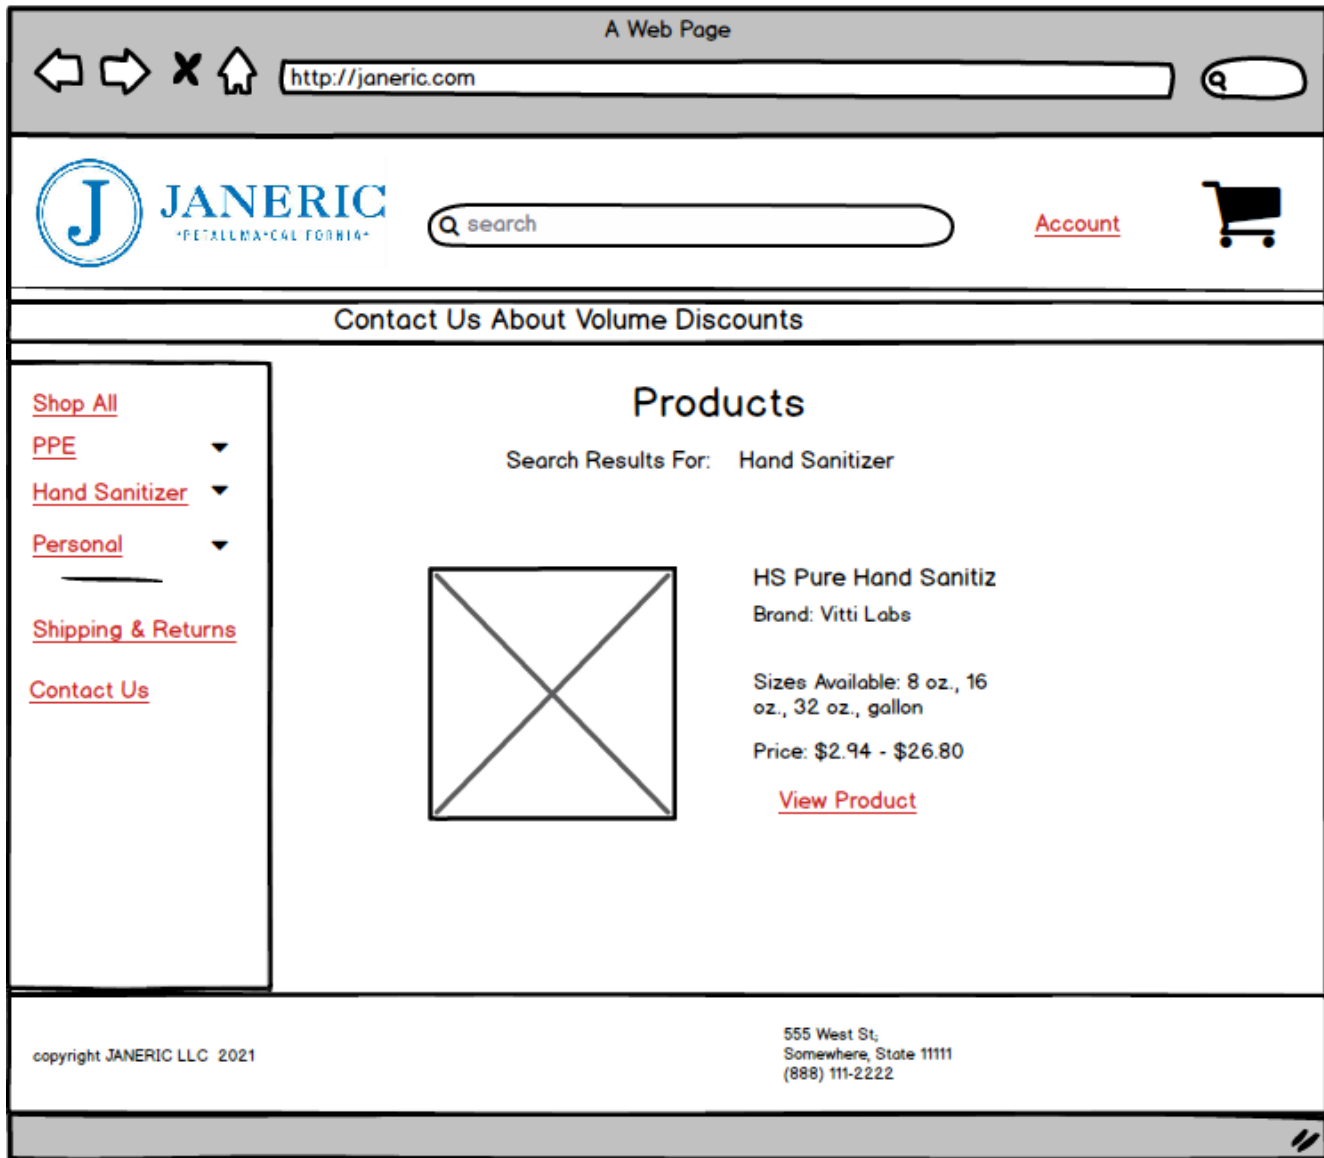 A Web Page
http://janeric.com
J
JANERIC
•PETALUMA•CALIFORNIA•
search
Account
Contact Us About Volume Discounts
Shop All
PPE
Hand Sanitizer
Personal
Shipping & Returns
Contact Us
Products
Search Results For: Hand Sanitizer
HS Pure Hand Sanitiz
Brand: Vitti Labs
Sizes Available: 8 oz., 16
oz., 32 oz., gallon
Price: $2.94 - $26.80
View Product
copyright JANERIC LLC 2021
555 West St;
Somewhere, State 11111
(888) 111-2222